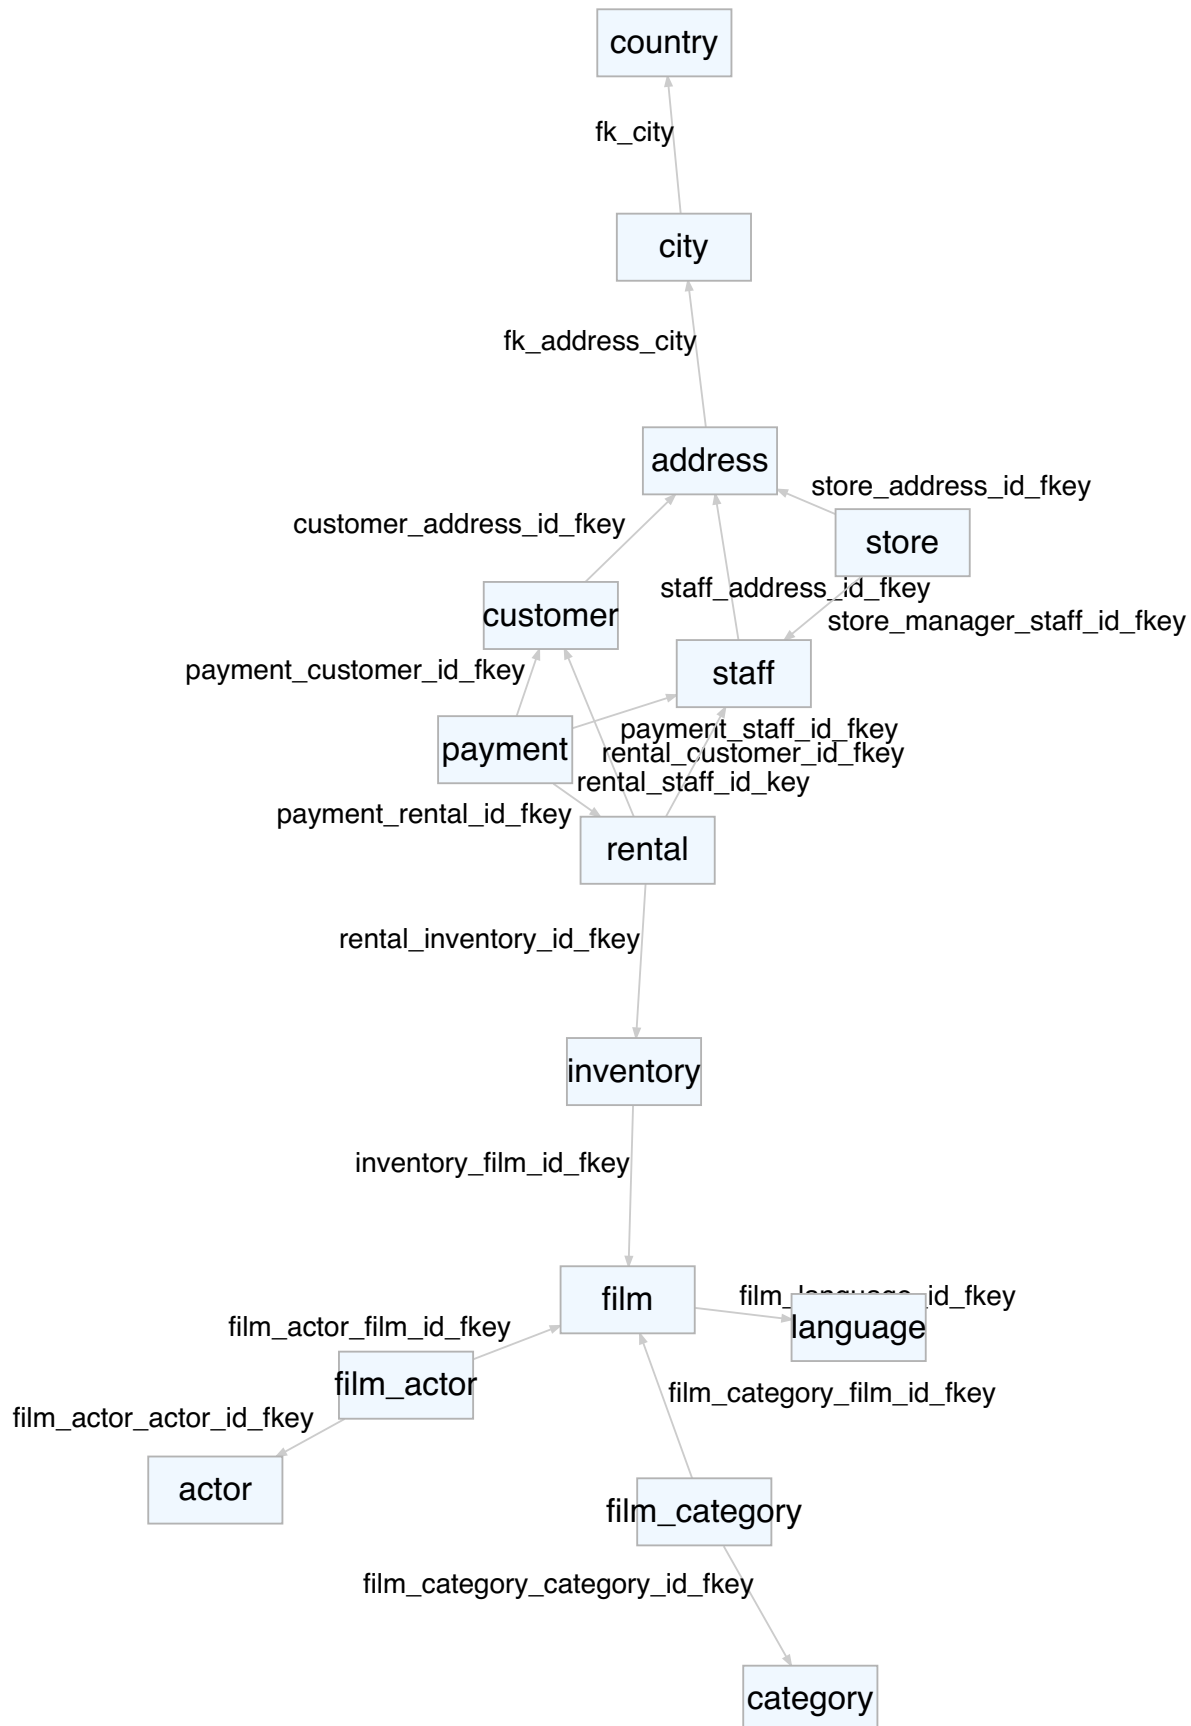 country
fk_city
city
fk_address_city
address
store_address_id_fkey
customer_address_id_fkey
store
staff_address_id_fkey
customer
store_manager_staff_id_fkey
payment_customer_id_fkey
staff
payment_staff_id_fkey
payment
rental_customer_id_fkey
rental_staff_id_key
payment_rental_id_fkey
rental
rental_inventory_id_fkey
inventory
inventory_film_id_fkey
film
film_language_id_fkey
language
film_actor_film_id_fkey
film_actor
film_category_film_id_fkey
film_actor_actor_id_fkey
actor
film_category
film_category_category_id_fkey
category